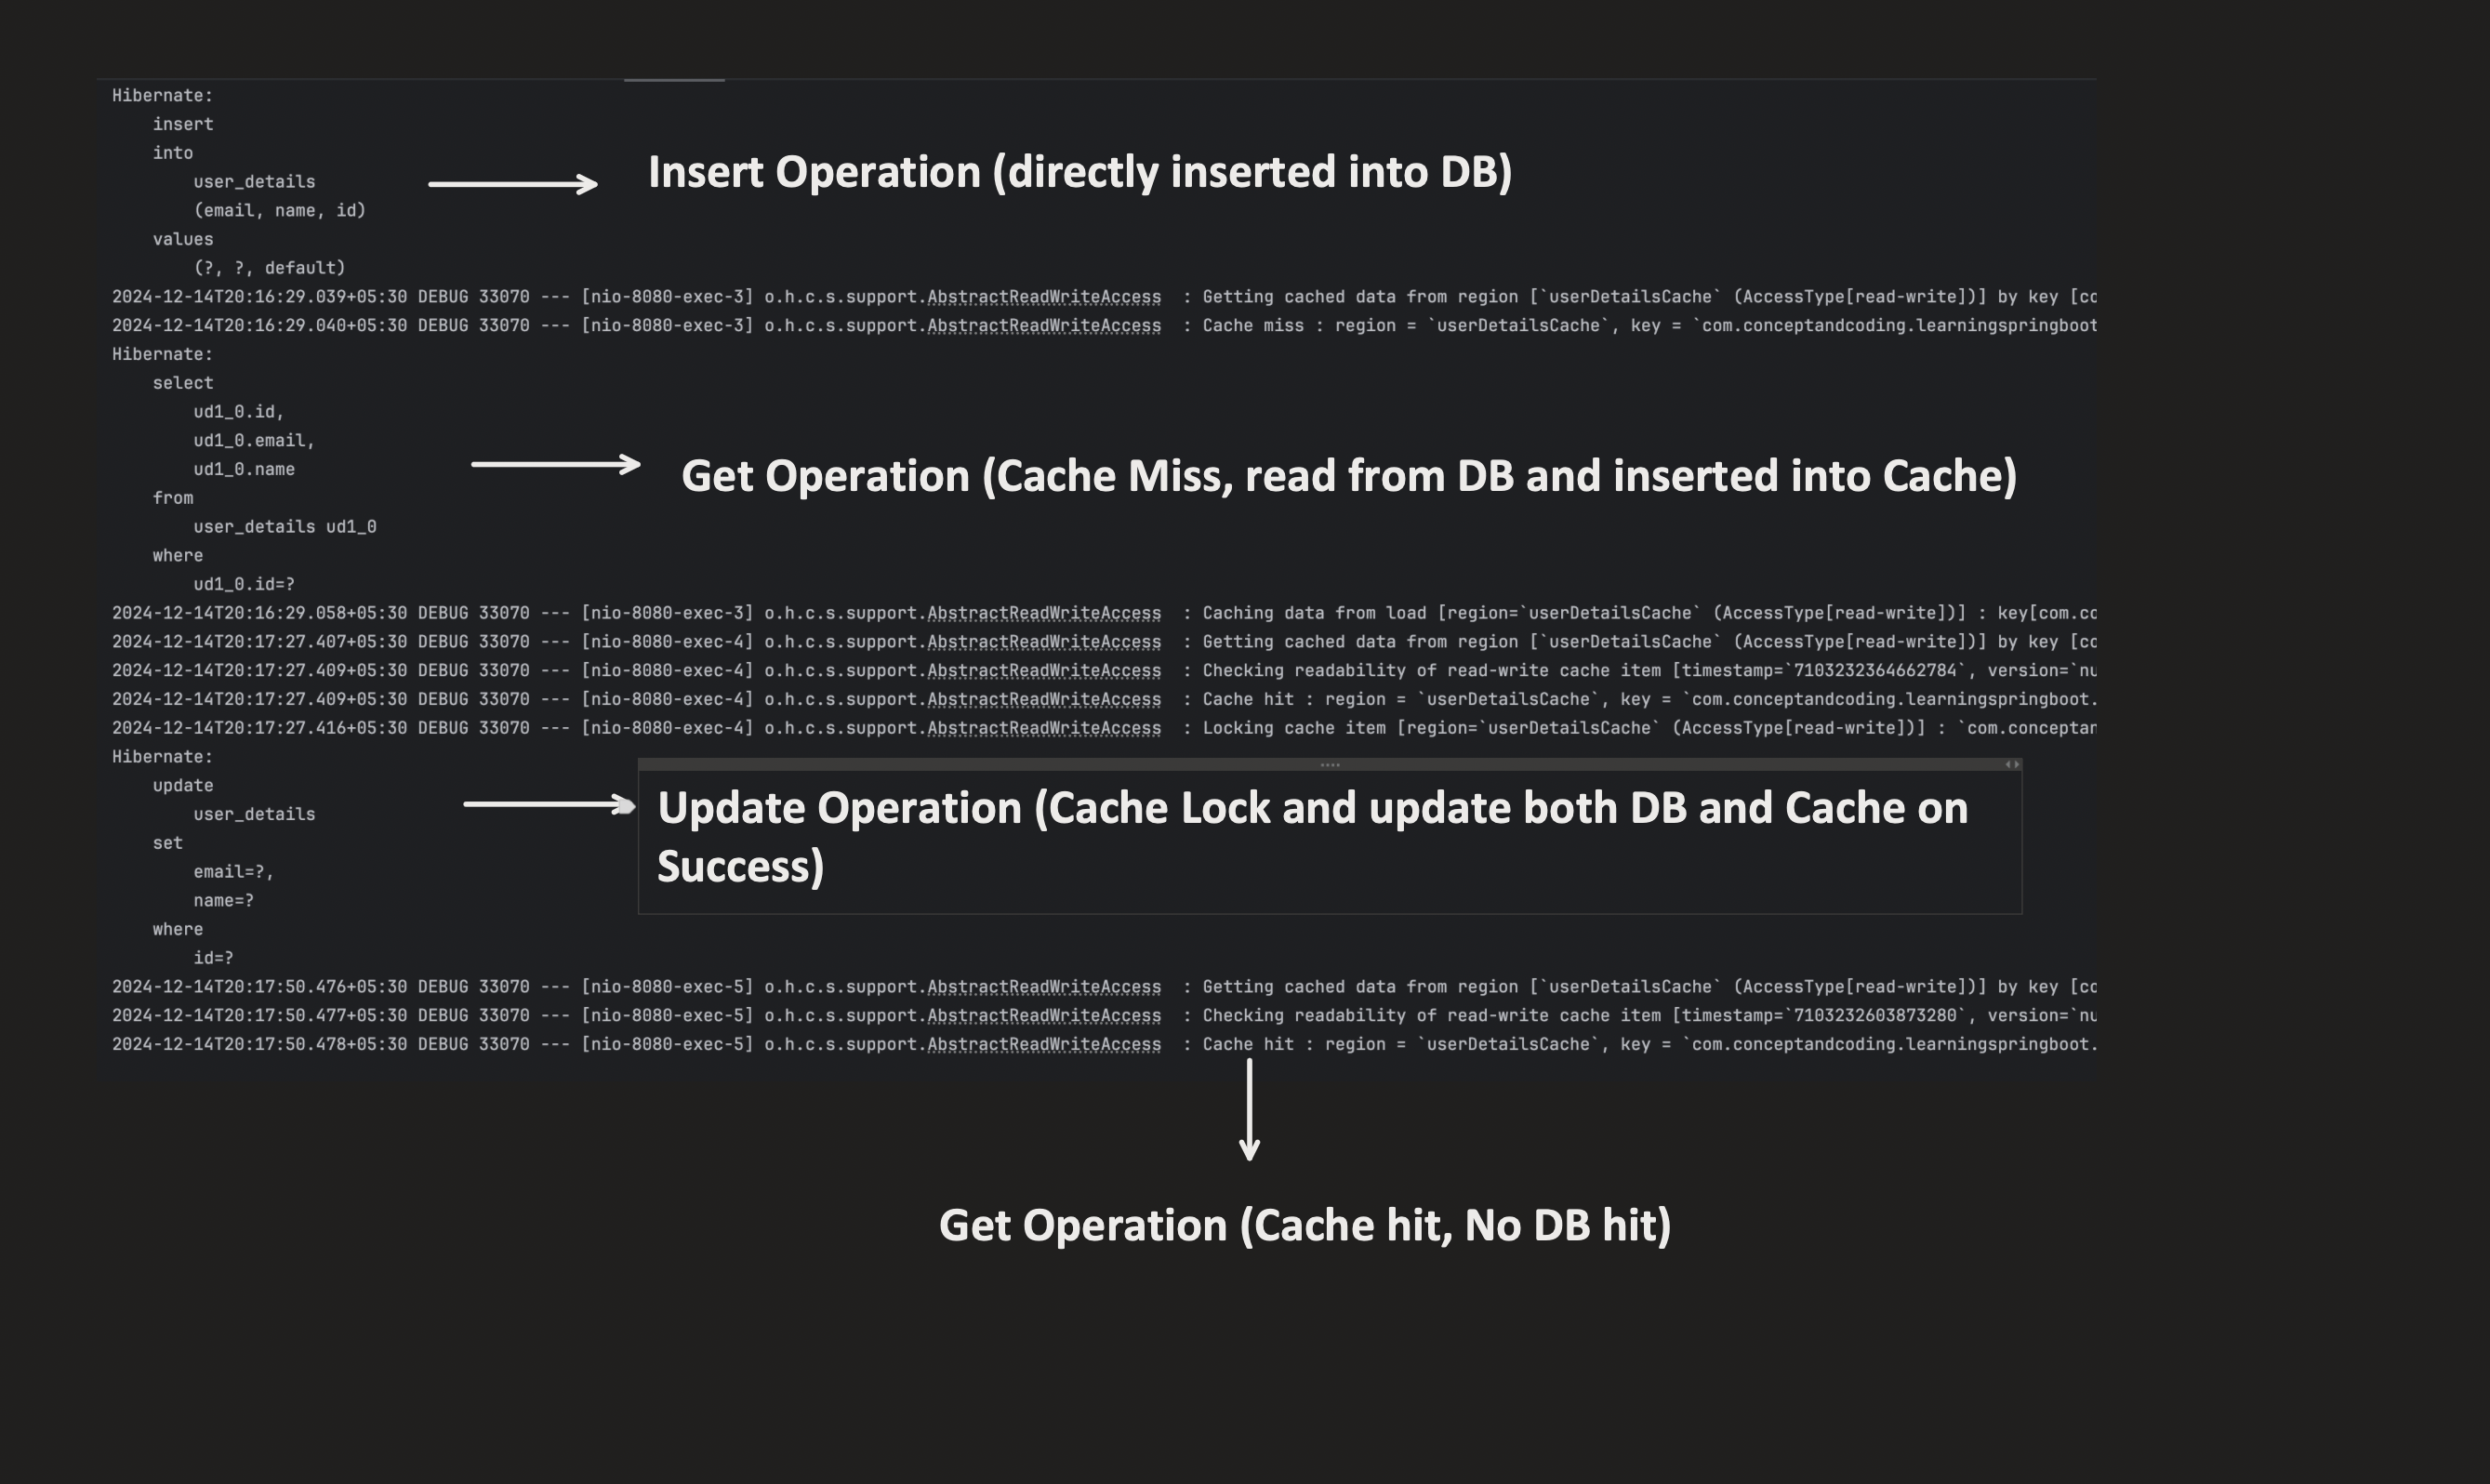 Hibernate:
insert
into
user_details
(email, name, id)
values
(?, ?, default)
Insert Operation (directly inserted into DB)
2024-12-14T20:16:29.039+05:30 DEBUG 33070 --- [nio-8080-exec-3] o.h.c.s.support.AbstractReadWriteAccess : Getting cached data from region [`userDetailsCache` (AccessType[read-write])] by key [co
2024-12-14T20:16:29.040+05:30 DEBUG 33070 --- [nio-8080-exec-3] o.h.c.s.support.AbstractReadWriteAccess : Cache miss : region = `userDetailsCache`, key = `com.conceptandcoding.learningspringboot
Hibernate:
select
ud1_0.id,
ud1_0.email,
ud1_0.name
from
user_details ud1_0
where
ud1_0.id=?
Get Operation (Cache Miss, read from DB and inserted into Cache)
2024-12-14T20:16:29.058+05:30 DEBUG 33070 --- [nio-8080-exec-3] o.h.c.s.support.AbstractReadWriteAccess : Caching data from load [region=`userDetailsCache` (AccessType[read-write])] : key[com.co
2024-12-14T20:17:27.407+05:30 DEBUG 33070 --- [nio-8080-exec-4] o.h.c.s.support.AbstractReadWriteAccess : Getting cached data from region [`userDetailsCache` (AccessType[read-write])] by key [co
2024-12-14T20:17:27.409+05:30 DEBUG 33070 --- [nio-8080-exec-4] o.h.c.s.support.AbstractReadWriteAccess : Checking readability of read-write cache item [timestamp=`7103232364662784`, version=`nu
2024-12-14T20:17:27.409+05:30 DEBUG 33070 --- [nio-8080-exec-4] o.h.c.s.support.AbstractReadWriteAccess : Cache hit : region = `userDetailsCache`, key = `com.conceptandcoding.learningspringboot.
2024-12-14T20:17:27.416+05:30 DEBUG 33070 --- [nio-8080-exec-4] o.h.c.s.support.AbstractReadWriteAccess : Locking cache item [region=`userDetailsCache` (AccessType[read-write])] : `com.conceptan
Hibernate:
update
user_details
set
email=?,
name=?
where
id=?
Update Operation (Cache Lock and update both DB and Cache on
Success)
2024-12-14T20:17:50.476+05:30 DEBUG 33070 --- [nio-8080-exec-5] o.h.c.s.support.AbstractReadWriteAccess : Getting cached data from region [`userDetailsCache` (AccessType[read-write])] by key [co
2024-12-14T20:17:50.477+05:30 DEBUG 33070 --- [nio-8080-exec-5] o.h.c.s.support.AbstractReadWriteAccess : Checking readability of read-write cache item [timestamp=`7103232603873280`, version=`nu
2024-12-14T20:17:50.478+05:30 DEBUG 33070 --- [nio-8080-exec-5] o.h.c.s.support.AbstractReadWriteAccess : Cache hit : region = `userDetailsCache`, key = `com.conceptandcoding.learningspringboot.
Get Operation (Cache hit, No DB hit)